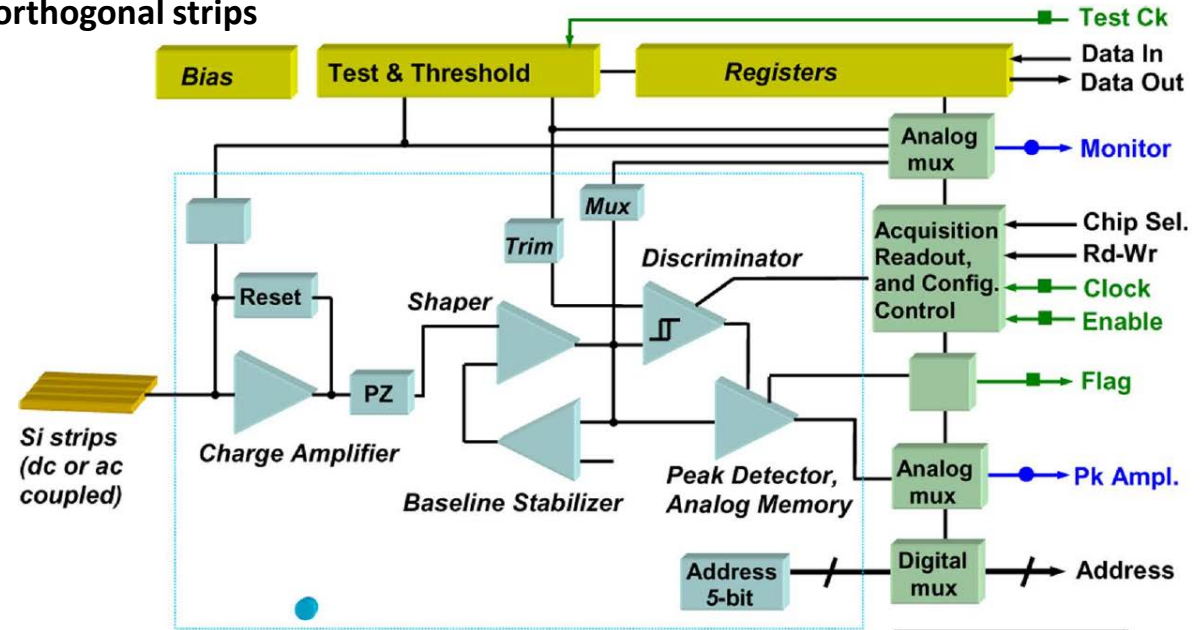 orthogonal strips
Test Ck
Bias
Test & Threshold
Registers
Data In
Data Out
Analog
mux
Monitor
Mux
Trim
Discriminator
Acquisition
Readout,
and Config.
Control
Chip Sel.
Rd-Wr
Clock
Enable
Reset
Shaper
PZ
Flag
Si strips
(dc or ac
coupled)
Charge Amplifier
Baseline Stabilizer
Peak Detector,
Analog Memory
Analog
mux
Pk Ampl.
Address
5-bit
Digital
mux
Address